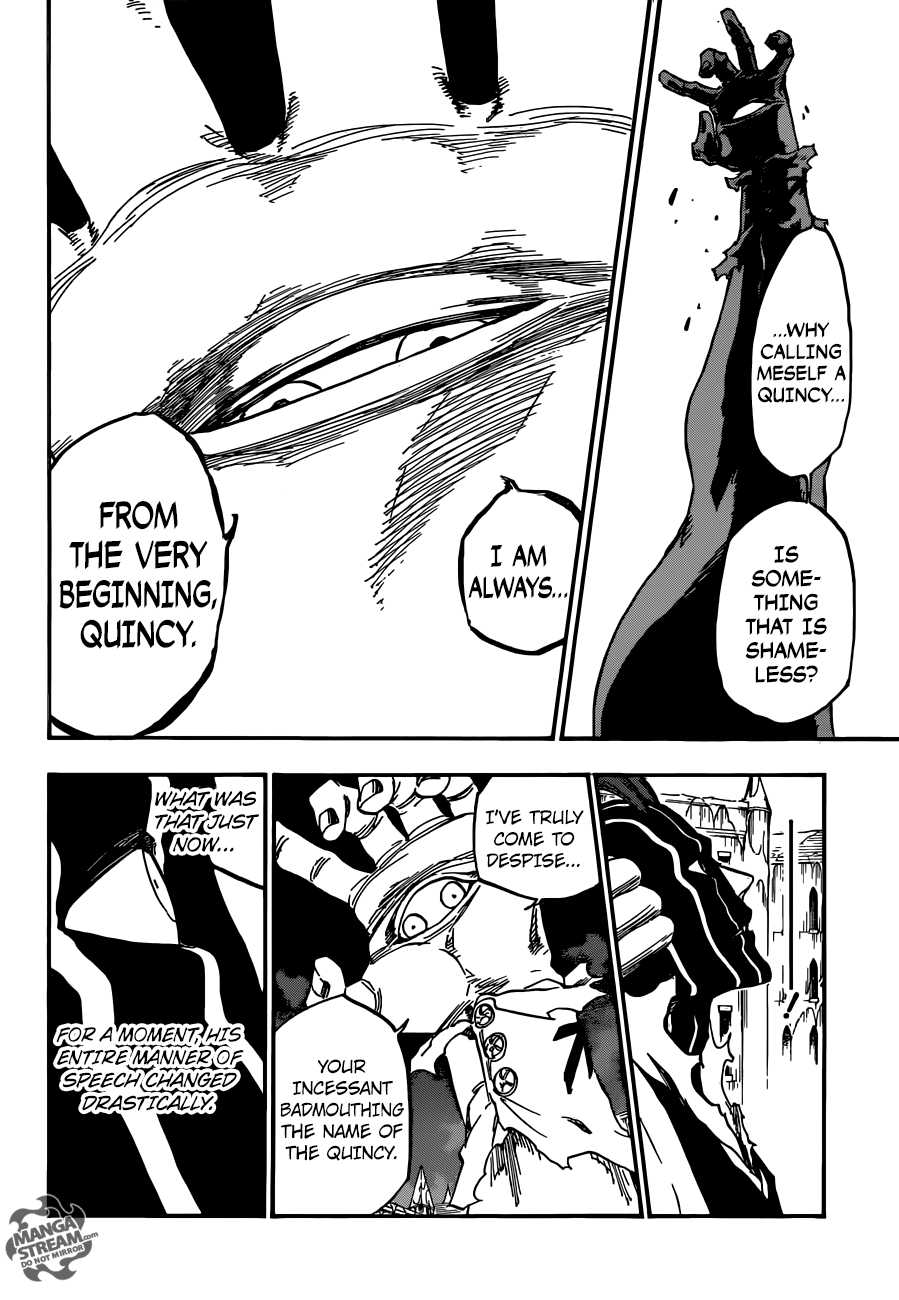 ...WHY
CALLING
MESELF A
QUINCY...
IS
SOME-
THING
THAT IS
SHAME-
LESS?
I AM
ALWAYS...
FROM
THE VERY
BEGINNING,
QUINCY.
!
I'VE TRULY
COME TO
DESPISE...
YOUR
INCESSANT
BADMOUTHING
THE NAME OF
THE QUINCY.
WHAT WAS
THAT JUST
NOW...
FOR A MOMENT, HIS
ENTIRE MANNER OF
SPEECH CHANGED
DRASTICALLY.
MANGA
STREAM.com
DO NOT MIRROR